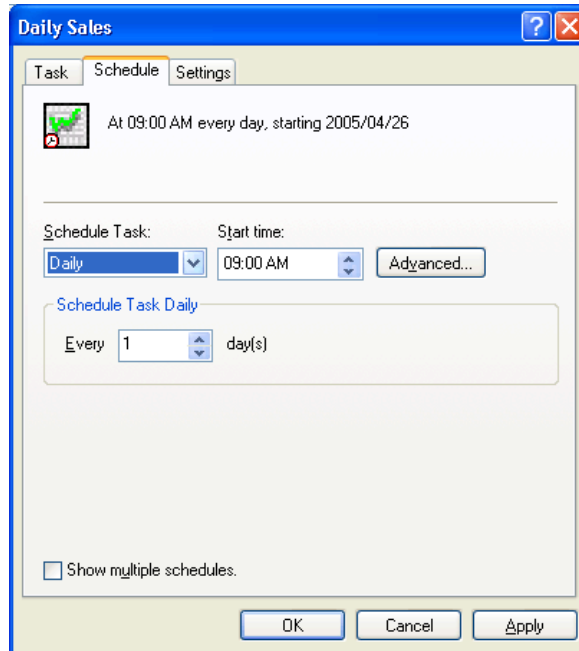 Daily Sales
Task Schedule Settings
At 09:00 AM every day, starting 2005/04/26
Schedule Task: Start time:
Daily 09:00 AM Advanced...
Schedule Task Daily
Every 1 day(s)
Show multiple schedules.
OK Cancel Apply